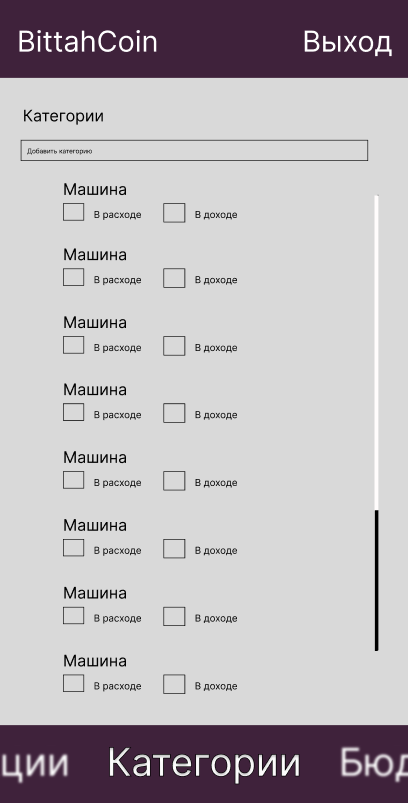 BittahCoin Выход
Категории
Добавить категорию
Машина
В расходе В доходе
Машина
В расходе В доходе
Машина
В расходе В доходе
Машина
В расходе В доходе
Машина
В расходе В доходе
Машина
В расходе В доходе
Машина
В расходе В доходе
Машина
В расходе В доходе
ции Категории Бюд